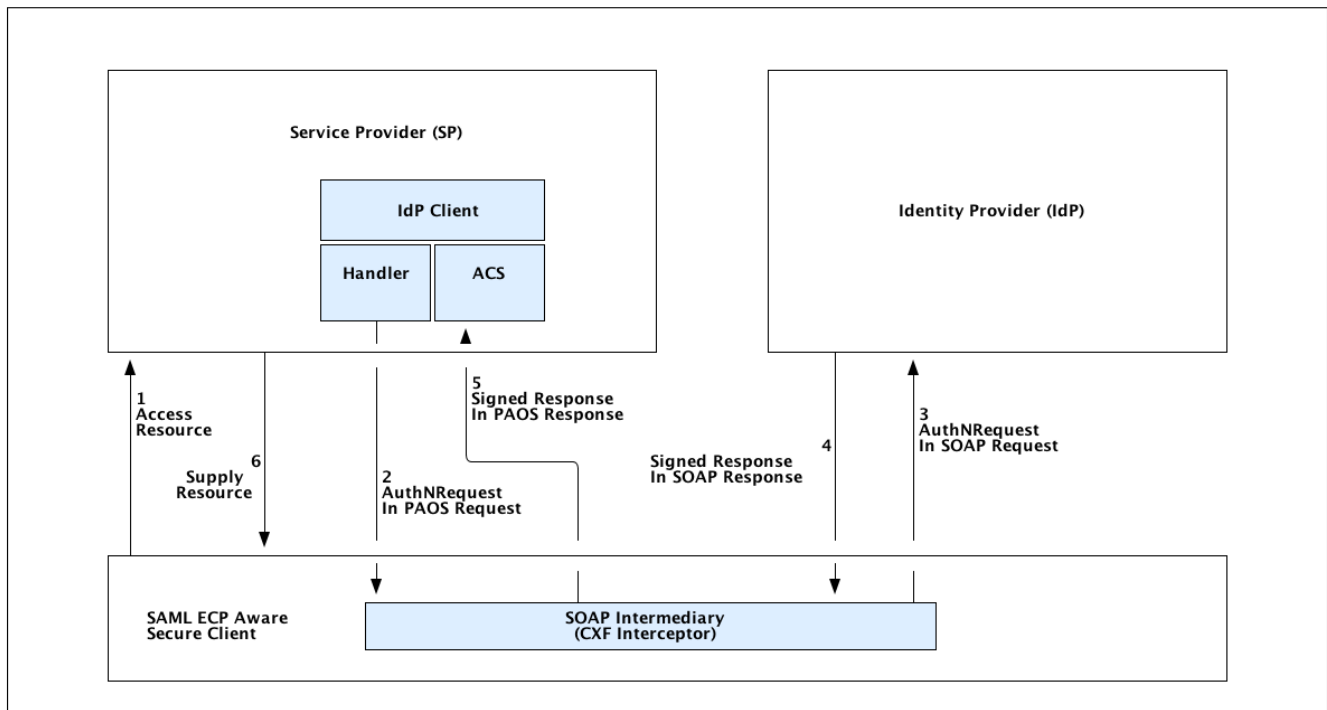 Service Provider (SP)
IdP Client
Handler
ACS
Identity Provider (IdP)
1
Access
Resource
6
Supply
Resource
2
AuthNRequest
In PAOS Request
5
Signed Response
In PAOS Response
4
Signed Response
In SOAP Response
3
AuthNRequest
In SOAP Request
SAML ECP Aware
Secure Client
SOAP Intermediary
(CXF Interceptor)